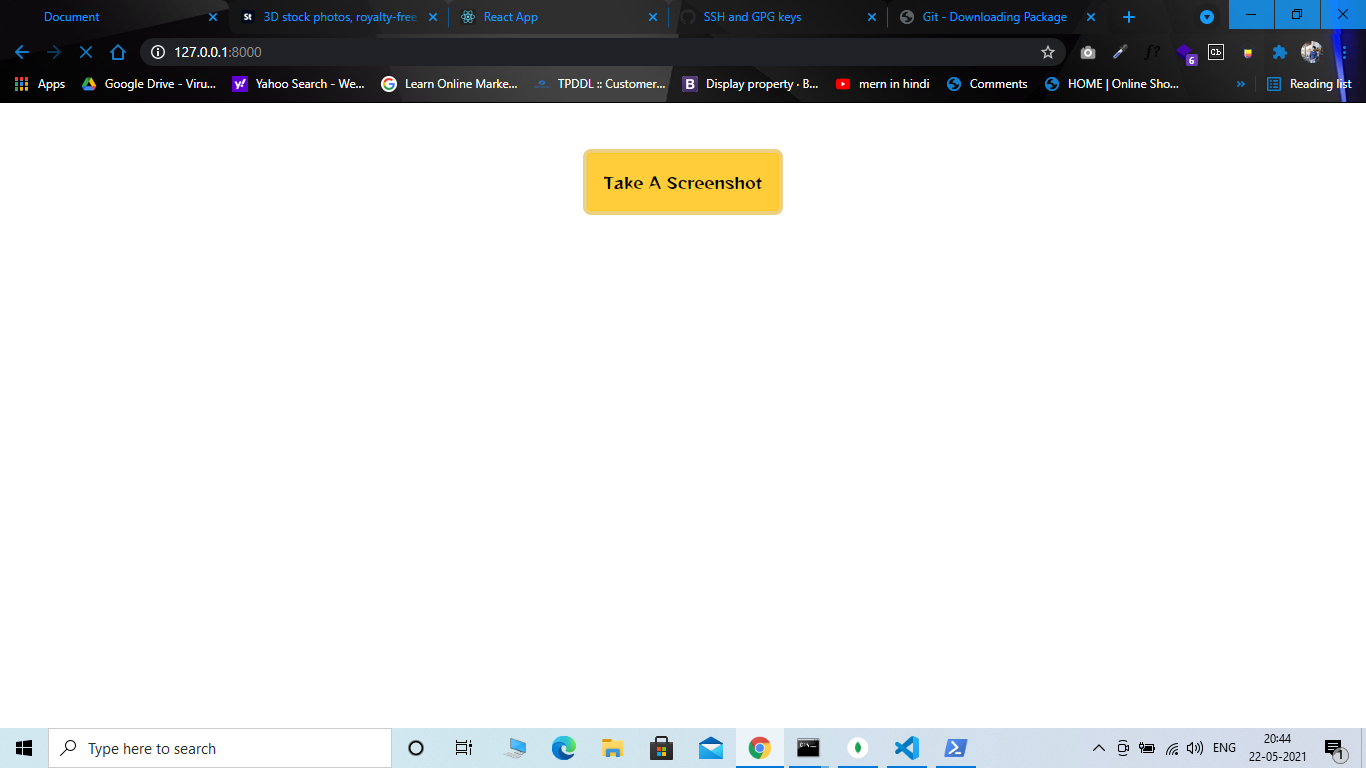 Document
3D stock photos, royalty-free
React App
SSH and GPG keys
Git - Downloading Package
127.0.0.1:8000
f?
6
Apps
Google Drive - Viru...
Yahoo Search - We...
Learn Online Marke...
TPDDL :: Customer...
Display property · B...
mern in hindi
Comments
HOME | Online Sho...
»
Reading list
Take A Screenshot
Type here to search
ENG
20:44
22-05-2021
1